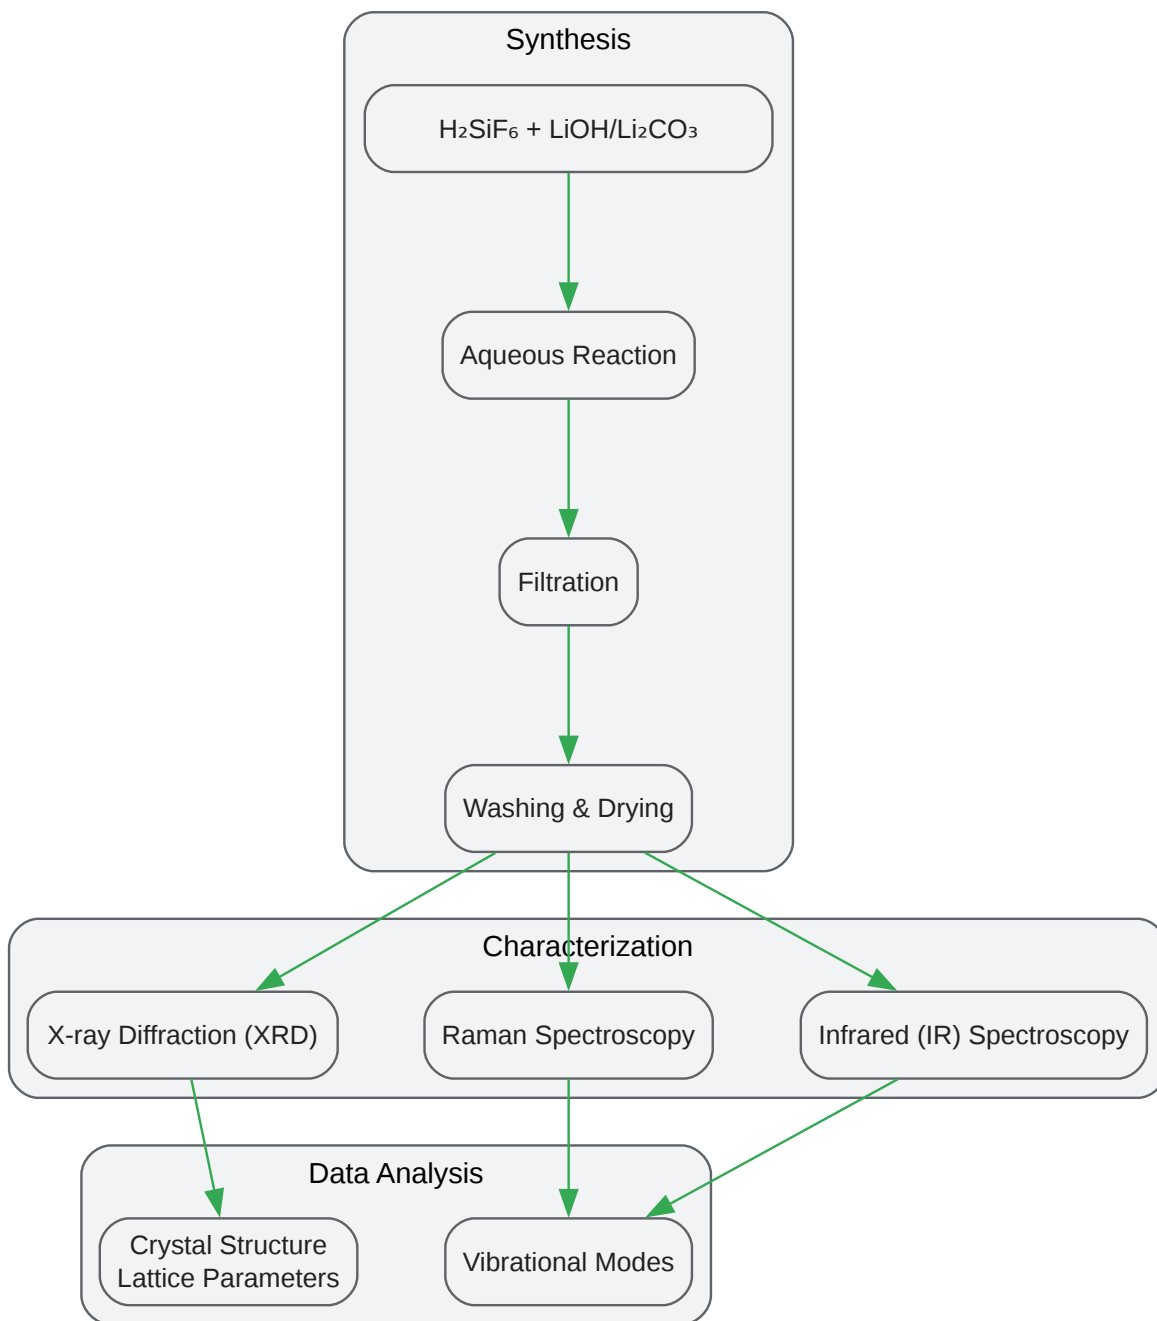 Synthesis
H₂SiF₆ + LiOH/Li₂CO₃
Aqueous Reaction
Filtration
Washing & Drying
Characterization
X-ray Diffraction (XRD)
Raman Spectroscopy
Infrared (IR) Spectroscopy
Data Analysis
Crystal Structure
Lattice Parameters
Vibrational Modes